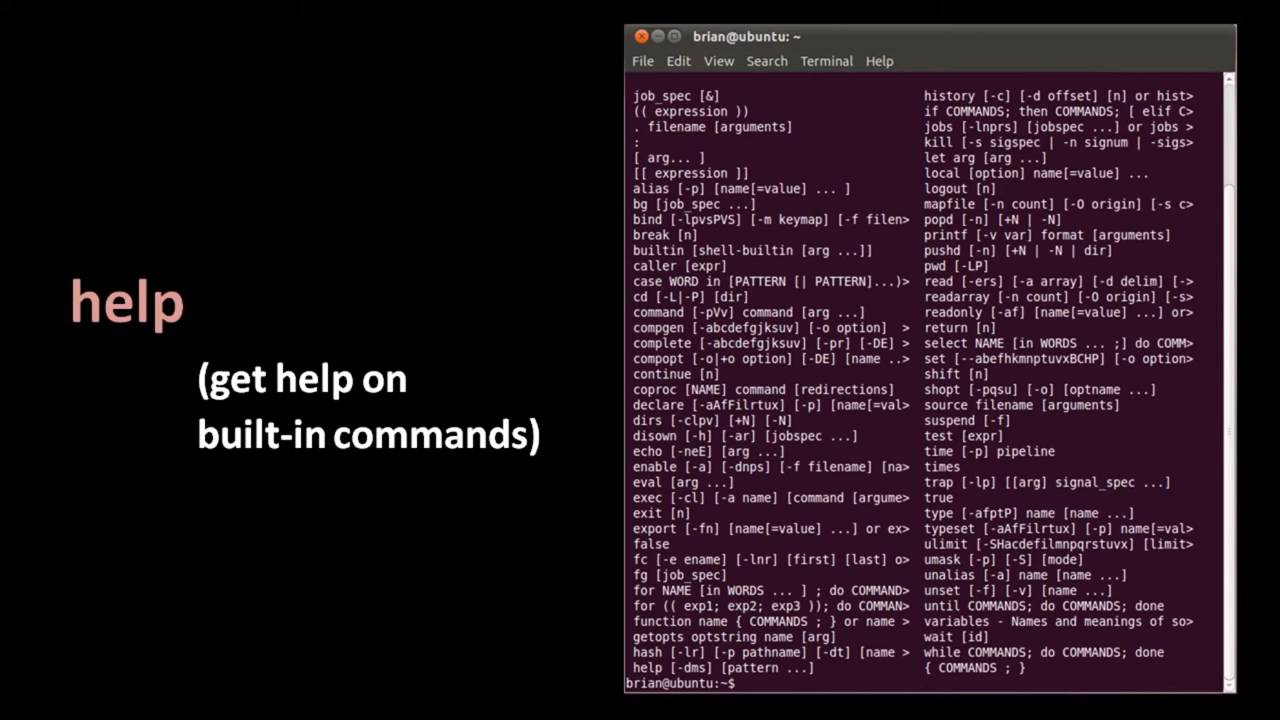 help
(get help on
built-in commands)
brian@ubuntu: ~
File Edit View Search Terminal Help
job_spec [&] history [-c] [-d offset] [n] or hist>
(( expression )) if COMMANDS; then COMMANDS; [ elif C>
. filename [arguments] jobs [-lnprs] [jobspec ...] or jobs >
: kill [-s sigspec | -n signum | -sigs>
[ arg... ] let arg [arg ...]
[[ expression ]] local [option] name[=value] ...
alias [-p] [name[=value] ... ] logout [n]
bg [job_spec ...] mapfile [-n count] [-O origin] [-s c>
bind [-lpvsPVS] [-m keymap] [-f filen> popd [-n] [+N | -N]
break [n] printf [-v var] format [arguments]
builtin [shell-builtin [arg ...]] pushd [-n] [+N | -N | dir]
caller [expr] pwd [-LP]
case WORD in [PATTERN [| PATTERN]...)> read [-ers] [-a array] [-d delim] [->
cd [-L|-P] [dir] readarray [-n count] [-O origin] [-s>
command [-pVv] command [arg ...] readonly [-af] [name[=value] ...] or>
compgen [-abcdefgjksuv] [-o option] > return [n]
complete [-abcdefgjksuv] [-pr] [-DE] > select NAME [in WORDS ... ;] do COMM>
compopt [-o|+o option] [-DE] [name ..> set [--abefhkmnptuvxBCHP] [-o option>
continue [n] shift [n]
coproc [NAME] command [redirections] shopt [-pqsu] [-o] [optname ...]
declare [-aAfFilrtux] [-p] [name[=val> source filename [arguments]
dirs [-clpv] [+N] [-N] suspend [-f]
disown [-h] [-ar] [jobspec ...] test [expr]
echo [-neE] [arg ...] time [-p] pipeline
enable [-a] [-dnps] [-f filename] [na> times
eval [arg ...] trap [-lp] [[arg] signal_spec ...]
exec [-cl] [-a name] [command [argume> true
exit [n] type [-afptP] name [name ...]
export [-fn] [name[=value] ...] or ex> typeset [-aAfFilrtux] [-p] name[=val>
false ulimit [-SHacdefilmnpqrstuvx] [limit>
fc [-e ename] [-lnr] [first] [last] o> umask [-p] [-S] [mode]
fg [job_spec] unalias [-a] name [name ...]
for NAME [in WORDS ... ] ; do COMMAND> unset [-f] [-v] [name ...]
for (( exp1; exp2; exp3 )); do COMMAN> until COMMANDS; do COMMANDS; done
function name { COMMANDS ; } or name > variables - Names and meanings of so>
getopts optstring name [arg] wait [id]
hash [-lr] [-p pathname] [-dt] [name > while COMMANDS; do COMMANDS; done
help [-dms] [pattern ...] { COMMANDS ; }
brian@ubuntu:~$